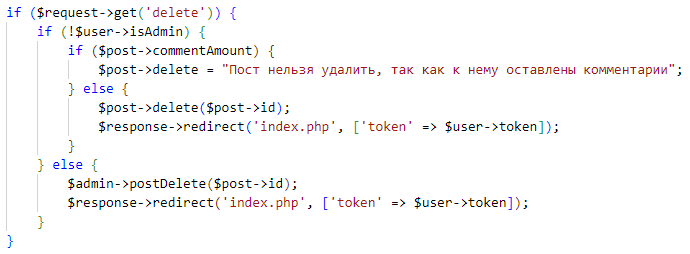 if ($request->get('delete')) {
    if (!$user->isAdmin) {
        if ($post->commentAmount) {
            $post->delete = "Пост нельзя удалить, так как к нему оставлены комментарии";
        } else {
            $post->delete($post->id);
            $response->redirect('index.php', ['token' => $user->token]);
        }
    } else {
        $admin->postDelete($post->id);
        $response->redirect('index.php', ['token' => $user->token]);
    }
}